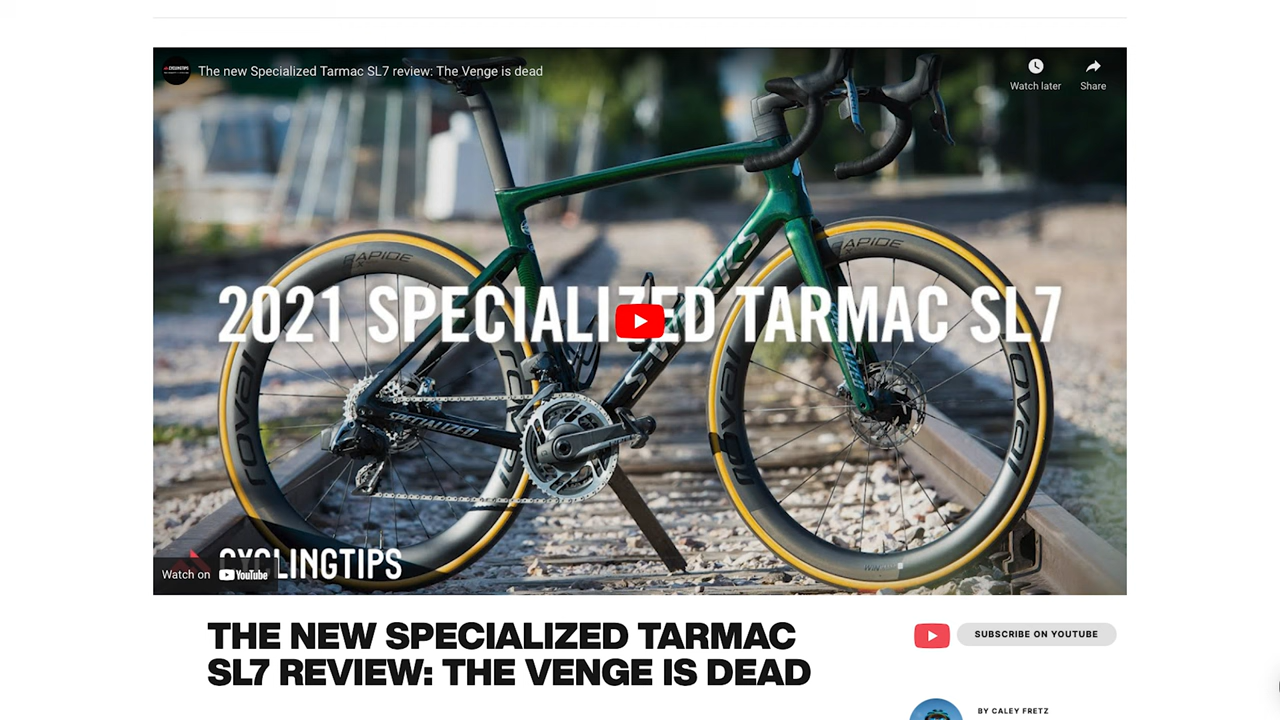 The new Specialized Tarmac SL7 review: The Venge is dead
Watch later
Share
RAPIDE
RAPIDE
2021 SPECIALIZED TARMAC SL7
SPECIALIZED
ROVAL
ROVAL
ROVAL
CYCLINGTIPS
Watch on YouTube
THE NEW SPECIALIZED TARMAC
SL7 REVIEW: THE VENGE IS DEAD
SUBSCRIBE ON YOUTUBE
BY CALEY FRETZ